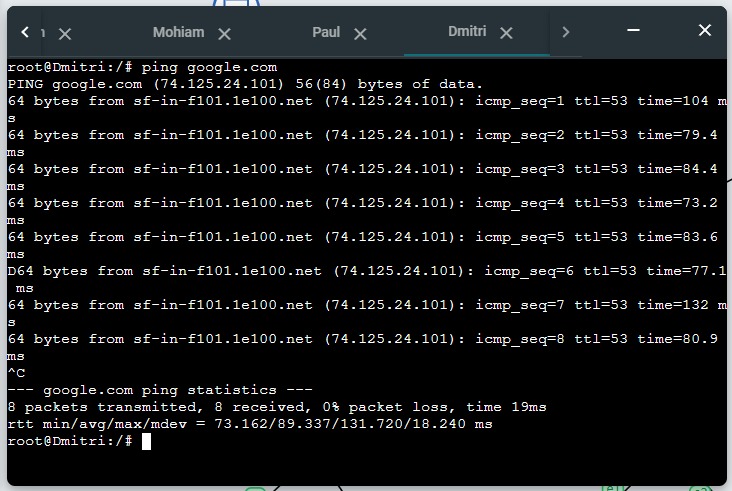 n Mohiam Paul Dmitri
root@Dmitri:/# ping google.com
PING google.com (74.125.24.101) 56(84) bytes of data.
64 bytes from sf-in-f101.1e100.net (74.125.24.101): icmp_seq=1 ttl=53 time=104 m
s
64 bytes from sf-in-f101.1e100.net (74.125.24.101): icmp_seq=2 ttl=53 time=79.4
ms
64 bytes from sf-in-f101.1e100.net (74.125.24.101): icmp_seq=3 ttl=53 time=84.4
ms
64 bytes from sf-in-f101.1e100.net (74.125.24.101): icmp_seq=4 ttl=53 time=73.2
ms
64 bytes from sf-in-f101.1e100.net (74.125.24.101): icmp_seq=5 ttl=53 time=83.6
ms
D64 bytes from sf-in-f101.1e100.net (74.125.24.101): icmp_seq=6 ttl=53 time=77.1
ms
64 bytes from sf-in-f101.1e100.net (74.125.24.101): icmp_seq=7 ttl=53 time=132 m
s
64 bytes from sf-in-f101.1e100.net (74.125.24.101): icmp_seq=8 ttl=53 time=80.9
ms
^C
--- google.com ping statistics ---
8 packets transmitted, 8 received, 0% packet loss, time 19ms
rtt min/avg/max/mdev = 73.162/89.337/131.720/18.240 ms
root@Dmitri:/#